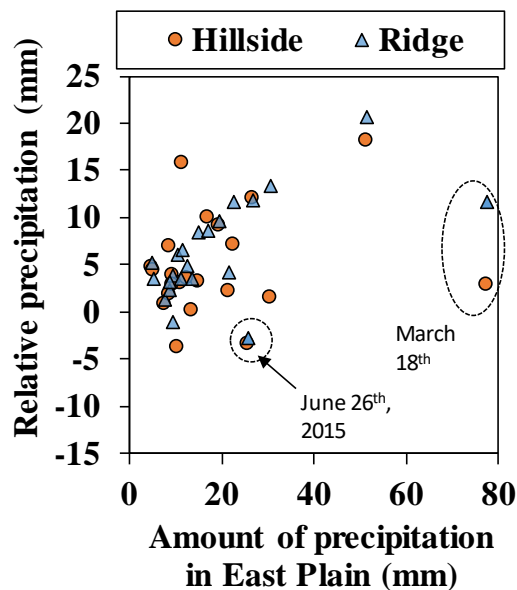 Hillside Ridge
Relative precipitation (mm)
25
20
15
10
5
0
-5
-10
-15
March
18th
June 26th,
2015
0 20 40 60 80
Amount of precipitation
in East Plain (mm)